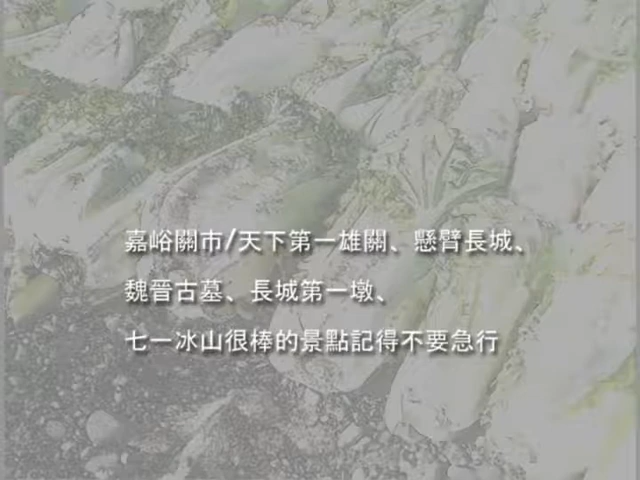 嘉峪關市/天下第一雄關、懸臂長城、
魏晉古墓、長城第一墩、
七一冰山很棒的景點記得不要急行